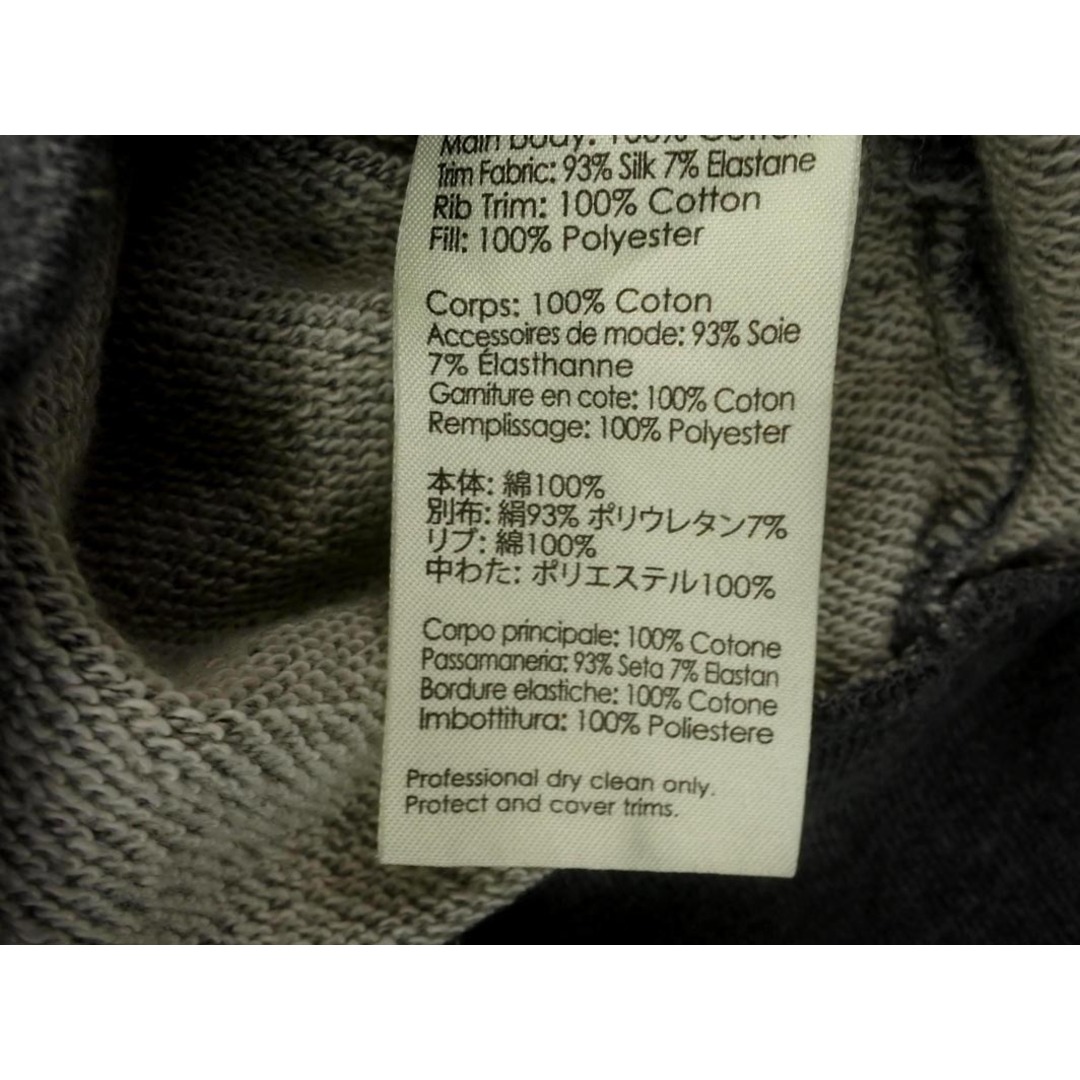 Main Body: 100% Cotton
Trim Fabric: 93% Silk 7% Elastane
Rib Trim: 100% Cotton
Fill: 100% Polyester
Corps: 100% Coton
Accessoires de mode: 93% Soie
7% Élasthanne
Garniture en cote: 100% Coton
Remplissage: 100% Polyester
本体: 綿100%
別布: 絹93% ポリウレタン7%
リブ: 綿100%
中わた: ポリエステル100%
Corpo principale: 100% Cotone
Passamaneria: 93% Seta 7% Elastan
Bordure elastiche: 100% Cotone
Imbottitura: 100% Poliestere
Professional dry clean only.
Protect and cover trims.